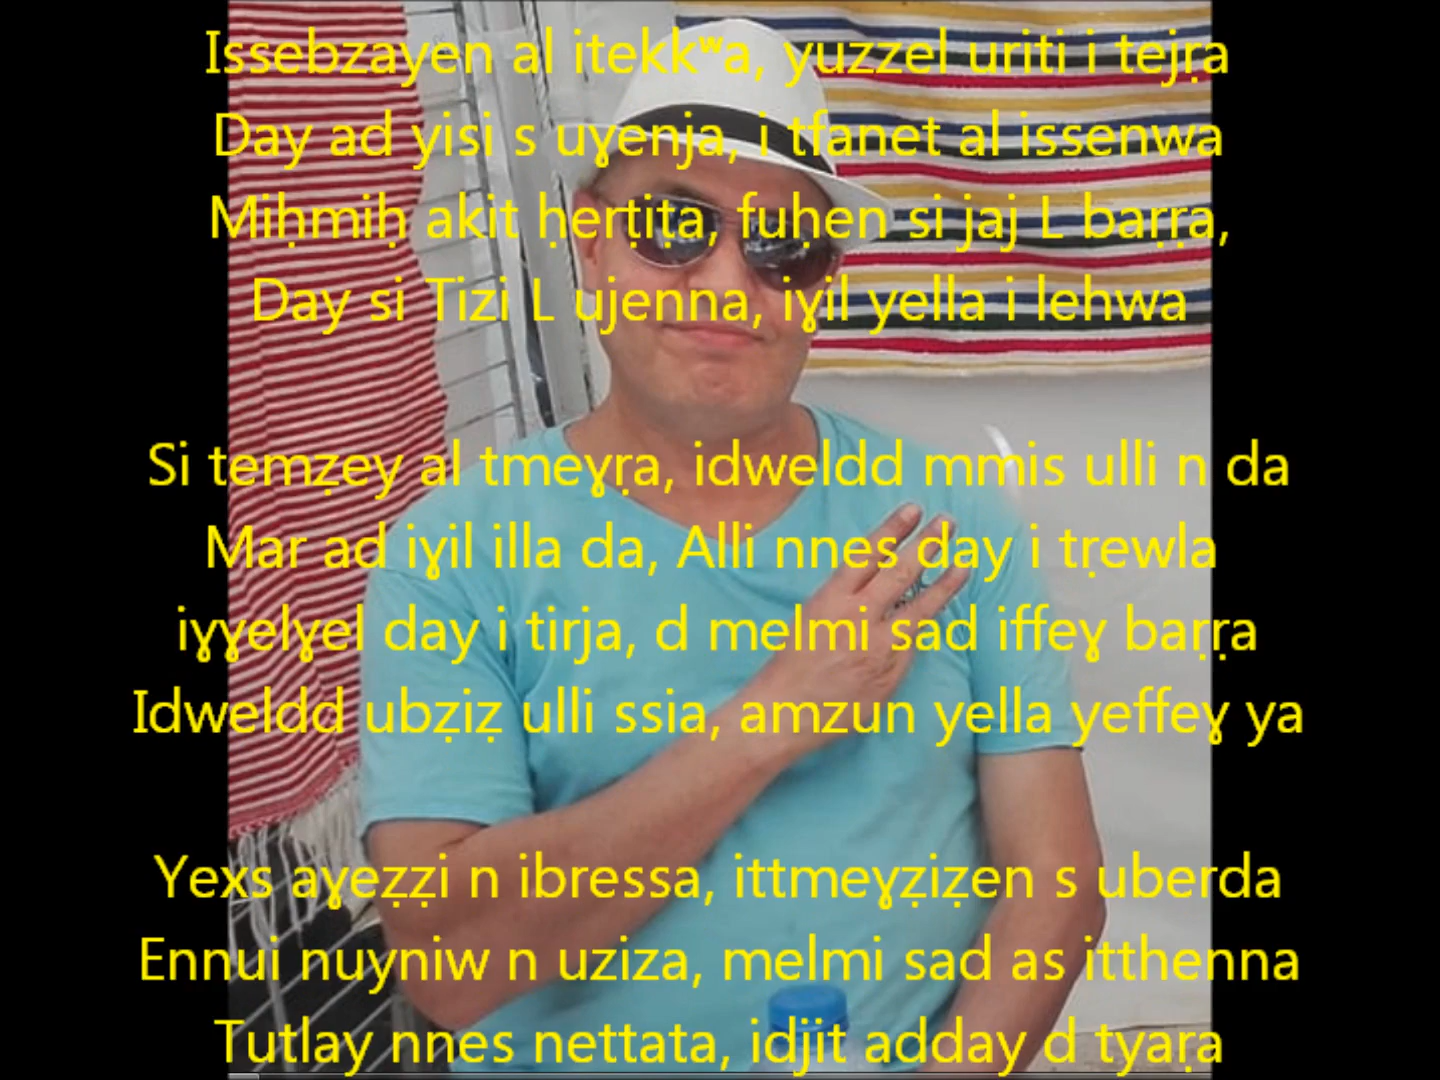 Issebzayen al itekkʷa, yuzzel uriti i tejṛa
Day ad yisi s uɣenja, i tfanet al issenwa
Miḥmiḥ akit ḥerṭiṭa, fuḥen si jaj L baṛṛa,
Day si Tizi L ujenna, iɣil yella i lehwa
Si temẓey al tmeɣṛa, idweldd mmis ulli n da
Mar ad iɣil illa da, Alli nnes day i tṛewla
iɣɣelɣel day i tirja, d melmi sad iffeɣ baṛṛa
Idweldd ubẓiẓ ulli ssia, amzun yella yeffeɣ ya
Yexs aɣeẓẓi n ibressa, ittmeɣẓiẓen s uberda
Ennui nuyniw n uziza, melmi sad as itthenna
Tutlay nnes nettata, idjit adday d tyaṛa